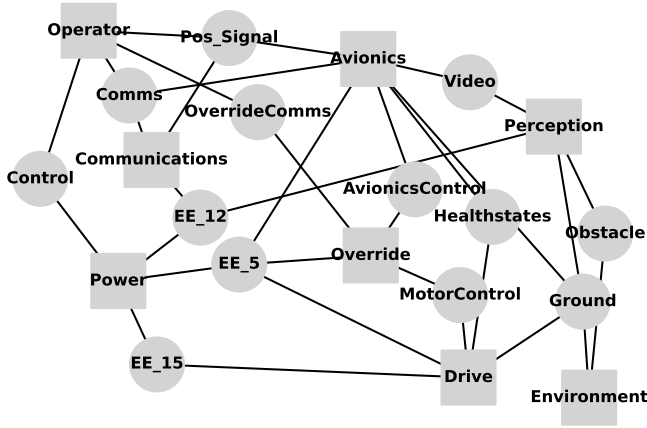 Operator
Pos_Signal
Avionics
Video
Comms
OverrideComms
Perception
Communications
Control
AvionicsControl
EE_12
Healthstates
Obstacle
Override
EE_5
Power
MotorControl
Ground
EE_15
Drive
Environment